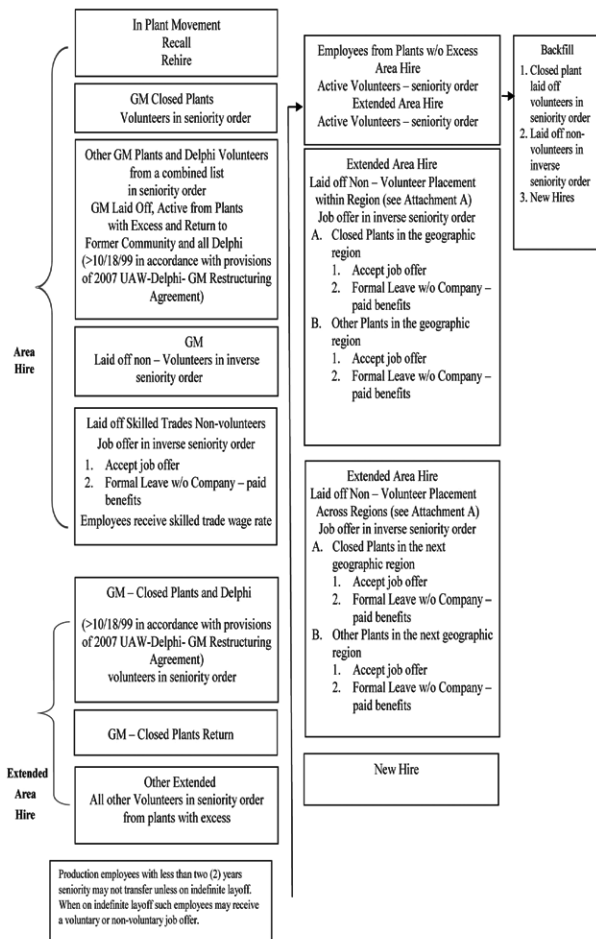 In Plant Movement
Recall
Rehire
GM Closed Plants
Volunteers in seniority order
Other GM Plants and Delphi Volunteers
from a combined list
in seniority order
GM Laid Off, Active from Plants
with Excess and Return to
Former Community and all Delphi
(>10/18/99 in accordance with provisions
of 2007 UAW-Delphi- GM Restructuring
Agreement)
GM
Laid off non – Volunteers in inverse
seniority order
Area
Hire
Laid off Skilled Trades Non-volunteers
Job offer in inverse seniority order
1. Accept job offer
2. Formal Leave w/o Company – paid
benefits
Employees receive skilled trade wage rate
GM – Closed Plants and Delphi
(>10/18/99 in accordance with provisions
of 2007 UAW-Delphi- GM Restructuring
Agreement)
volunteers in seniority order
GM – Closed Plants Return
Extended
Area
Hire
Other Extended
All other Volunteers in seniority order
from plants with excess
Production employees with less than two (2) years
seniority may not transfer unless on indefinite layoff.
When on indefinite layoff such employees may receive
a voluntary or non-voluntary job offer.
Employees from Plants w/o Excess
Area Hire
Active Volunteers – seniority order
Extended Area Hire
Active Volunteers – seniority order
Extended Area Hire
Laid off Non – Volunteer Placement
within Region (see Attachment A)
Job offer in inverse seniority order
A. Closed Plants in the geographic
region
1. Accept job offer
2. Formal Leave w/o Company –
paid benefits
B. Other Plants in the geographic
region
1. Accept job offer
2. Formal Leave w/o Company –
paid benefits
Extended Area Hire
Laid off Non – Volunteer Placement
Across Regions (see Attachment A)
Job offer in inverse seniority order
A. Closed Plants in the next
geographic region
1. Accept job offer
2. Formal Leave w/o Company –
paid benefits
B. Other Plants in the next geographic
region
1. Accept job offer
2. Formal Leave w/o Company –
paid benefits
New Hire
Backfill
1. Closed plant
laid off
volunteers in
seniority order
2. Laid off non-
volunteers in
inverse
seniority order
3. New Hires